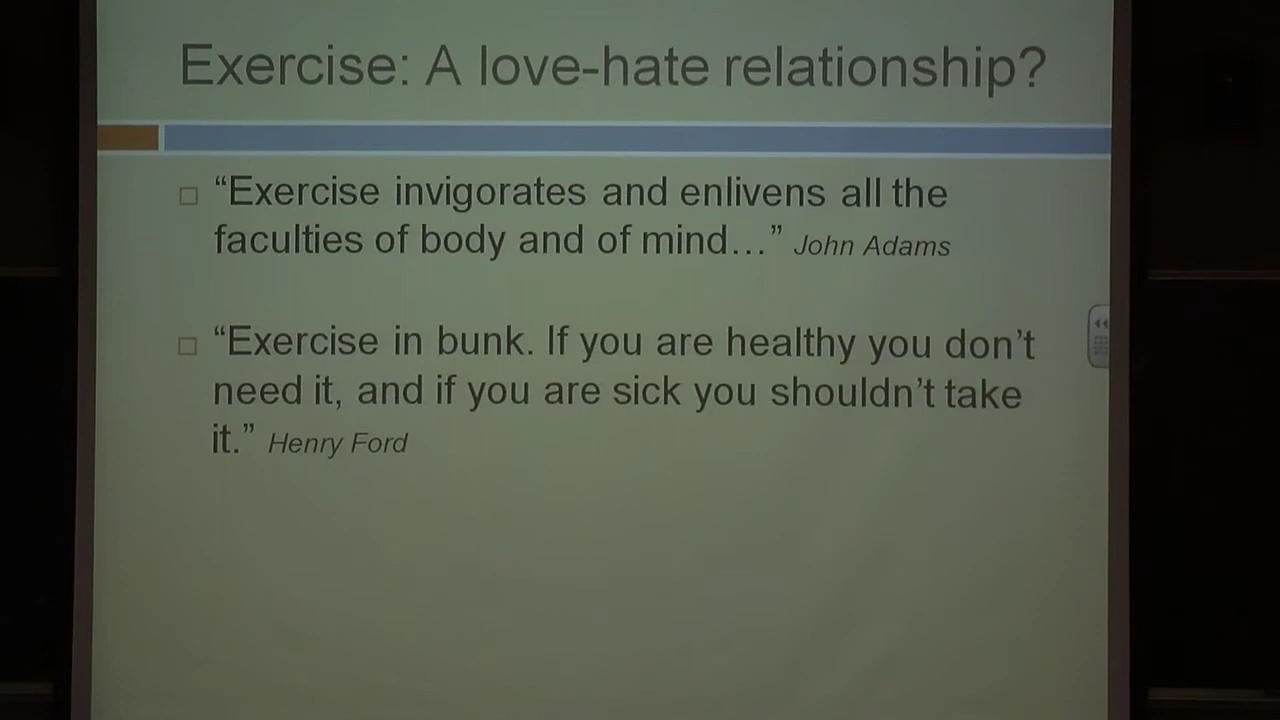 Exercise: A love-hate relationship?
“Exercise invigorates and enlivens all the
faculties of body and of mind…” John Adams
“Exercise in bunk. If you are healthy you don’t
need it, and if you are sick you shouldn’t take
it.” Henry Ford